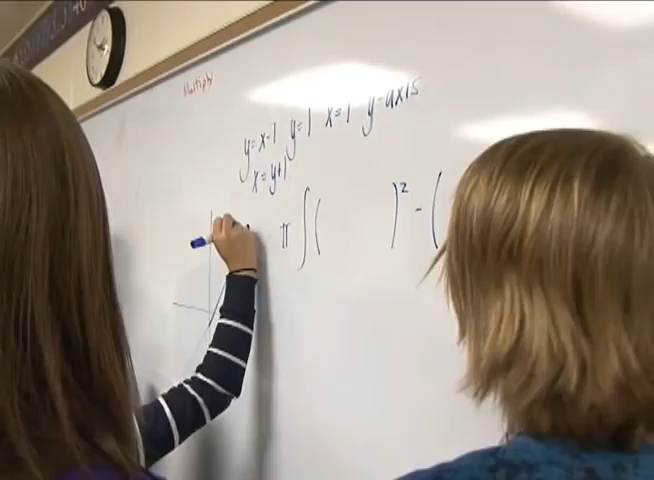 Multiply
y=x-1 y=1 x=1 y=axis
x=y+1
π∫( )² - (